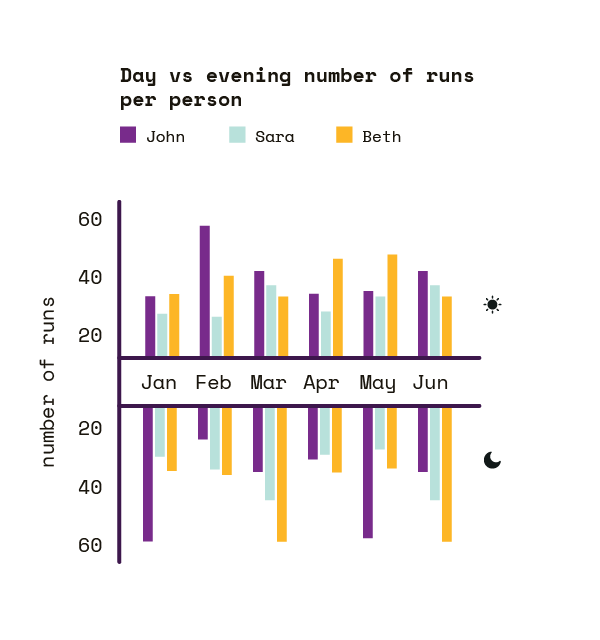 Day vs evening number of runs
per person
John Sara Beth
60
40
20
number of runs
Jan Feb Mar Apr May Jun
20
40
60